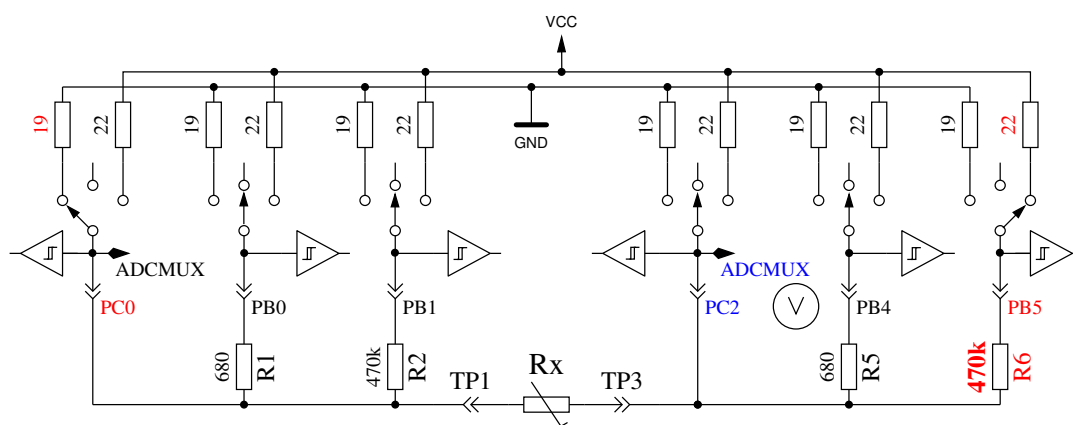 VCC
19
22
19
22
19
22
19
22
19
22
19
22
GND
ADCMUX
ADCMUX
PC0
PB0
PB1
PC2
V
PB4
PB5
680
R1
470k
R2
TP1
Rx
TP3
680
R5
470k
R6